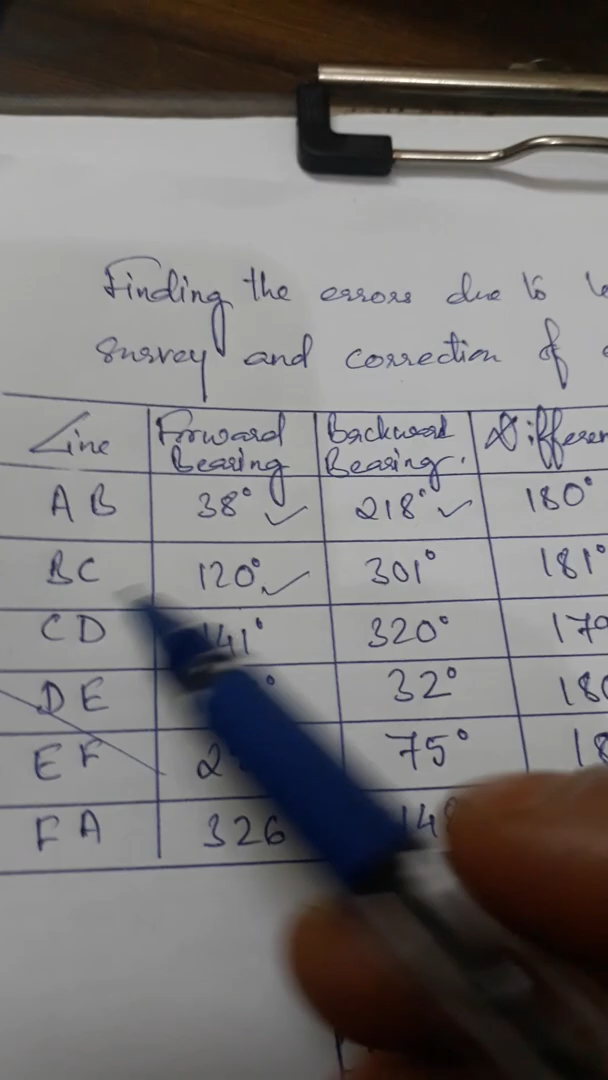 Finding the errors due to
survey and correction of
Line Forward Bearing Backward Bearing.
AB 38° ✓ 218° ✓ 180°
BC 120° ✓ 301° 181°
CD 141° 320°
DE 32°
EF 75°
FA 326